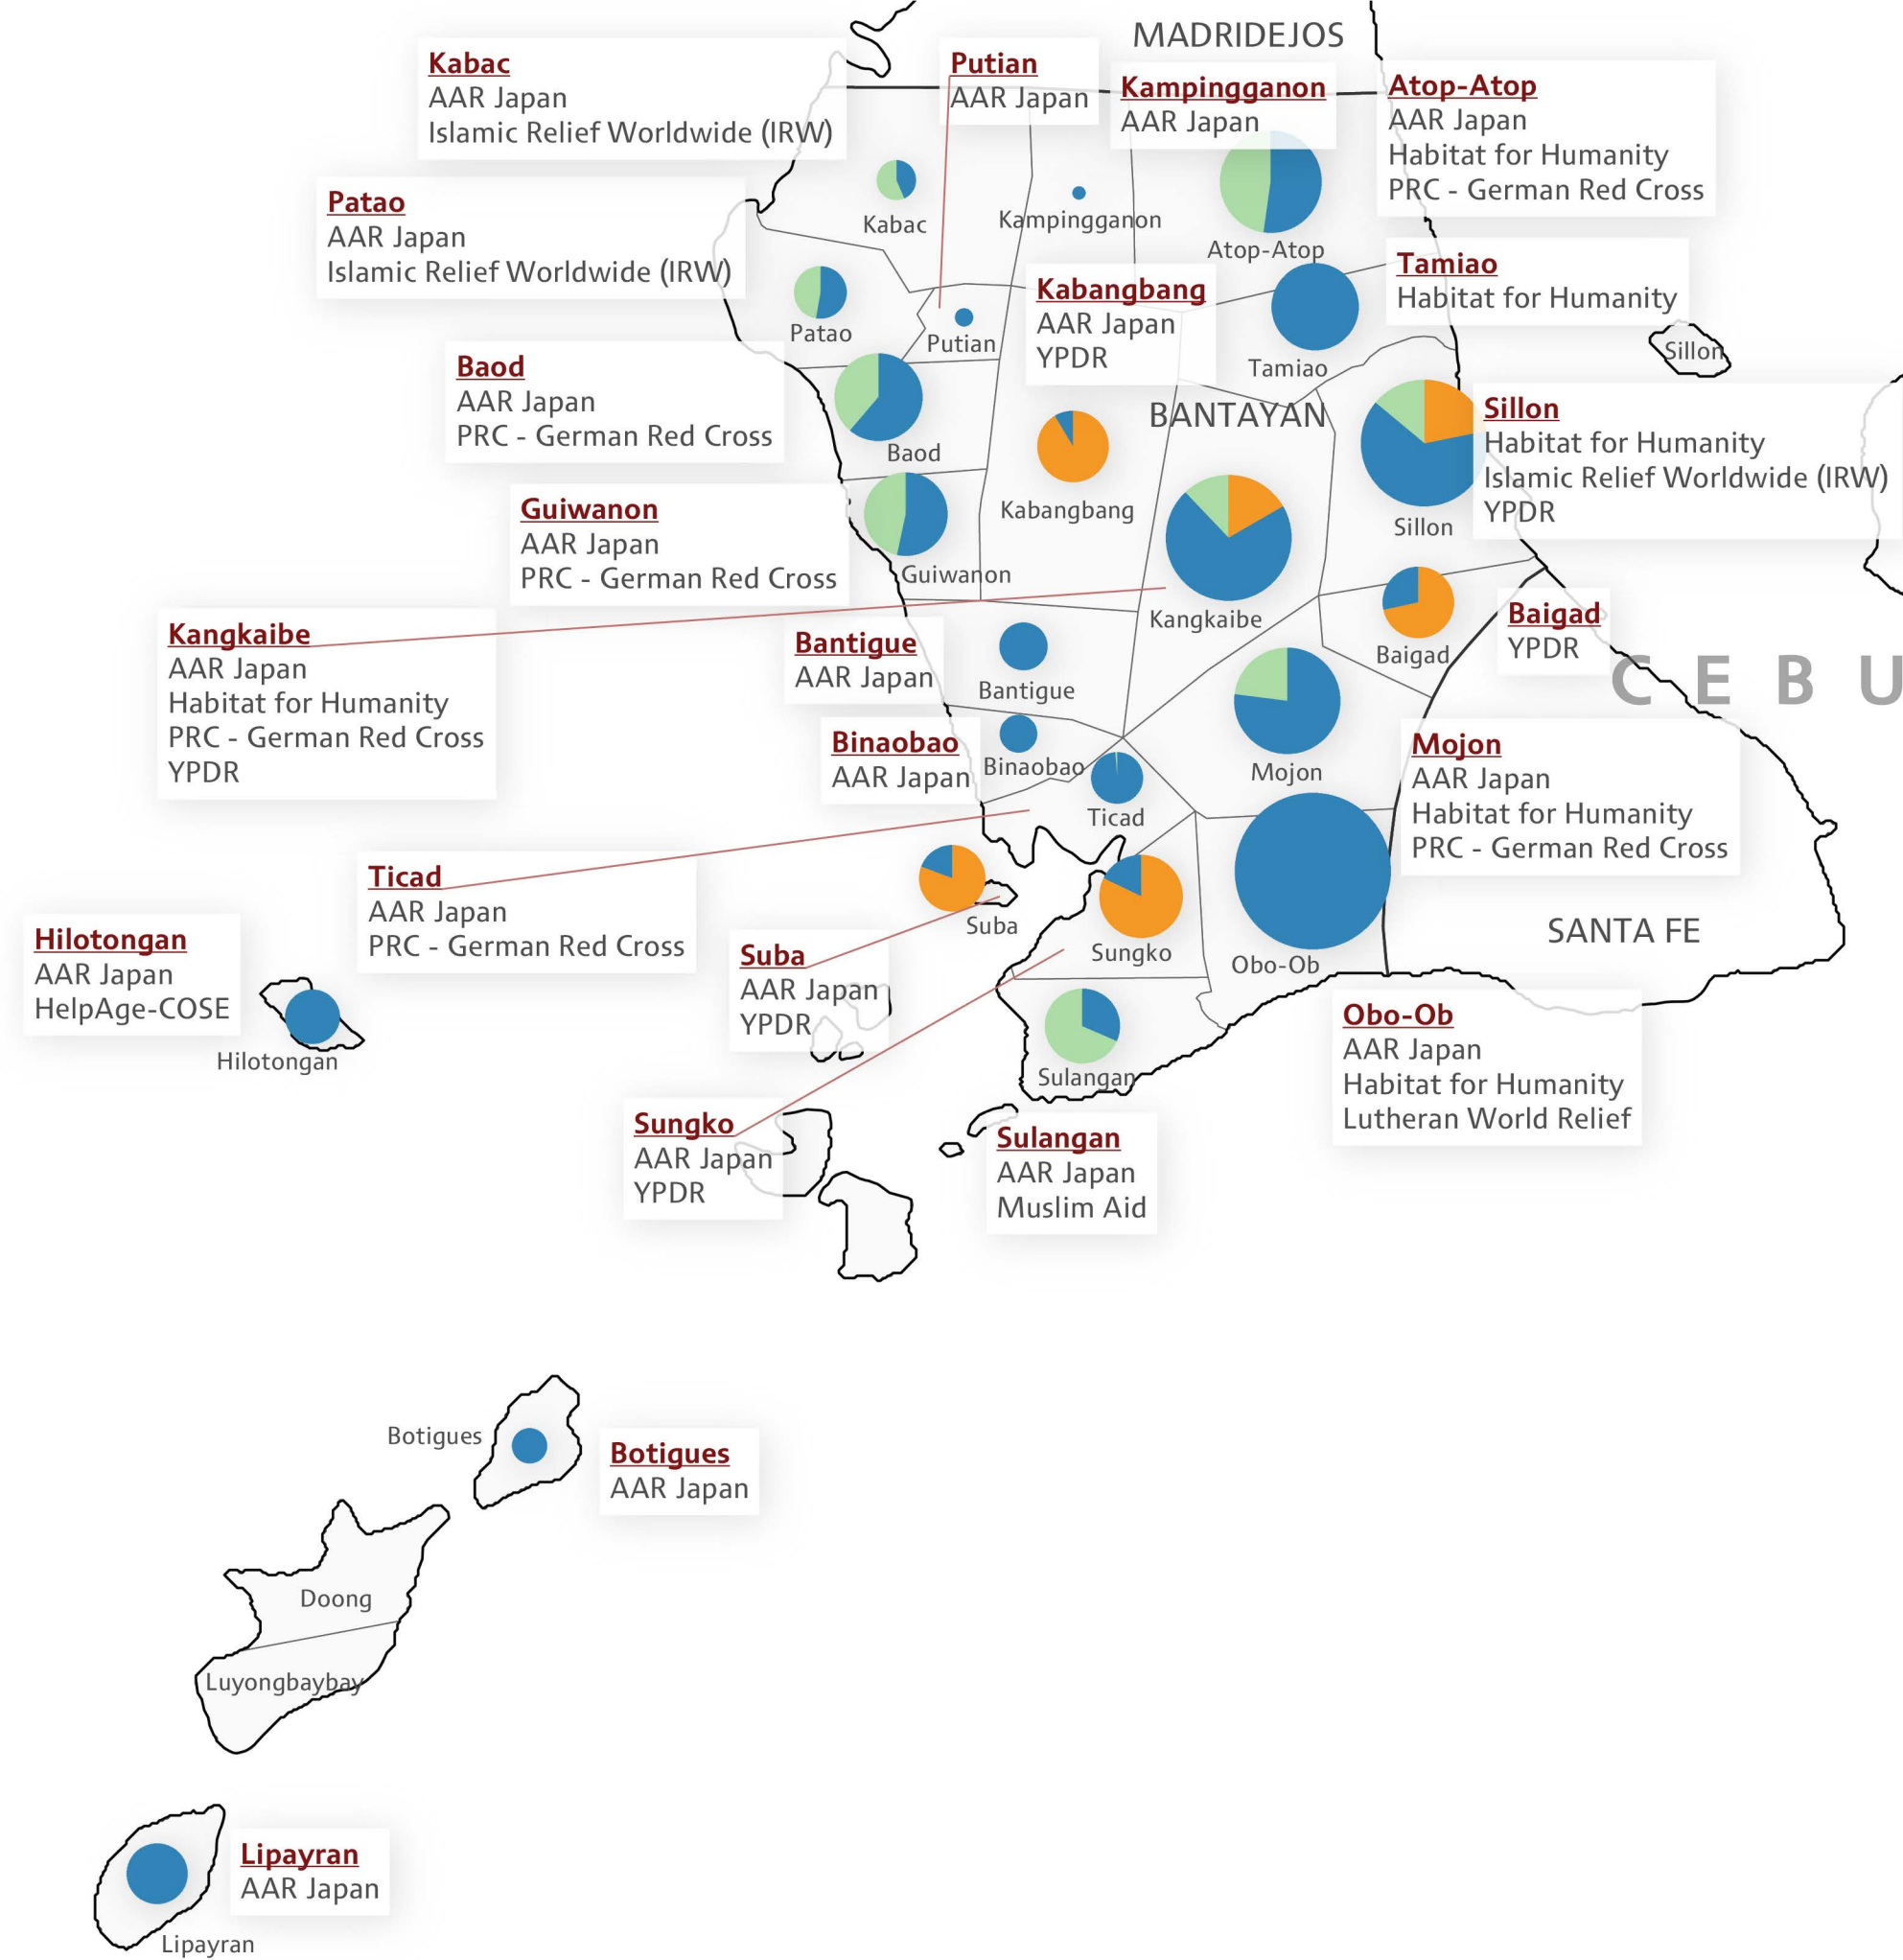 MADRIDEJOS
Kabac
AAR Japan
Islamic Relief Worldwide (IRW)
Putian
AAR Japan
Kampingganon
AAR Japan
Atop-Atop
AAR Japan
Habitat for Humanity
PRC - German Red Cross
Patao
AAR Japan
Islamic Relief Worldwide (IRW)
Kabac
Kampingganon
Atop-Atop
Tamiao
Habitat for Humanity
Kabangbang
AAR Japan
YPDR
Patao
Putian
Tamiao
Sillon
Baod
AAR Japan
PRC - German Red Cross
BANTAYAN
Sillon
Habitat for Humanity
Islamic Relief Worldwide (IRW)
YPDR
Baod
Kabangbang
Sillon
Guiwanon
AAR Japan
PRC - German Red Cross
Guiwanon
Kangkaibe
Kangkaibe
AAR Japan
Habitat for Humanity
PRC - German Red Cross
YPDR
Bantigue
AAR Japan
Bantigue
Baigad
Baigad
YPDR
CEBU
Binaobao
AAR Japan
Binaobao
Mojon
Mojon
AAR Japan
Habitat for Humanity
PRC - German Red Cross
Ticad
Ticad
AAR Japan
PRC - German Red Cross
Suba
Sungko
Obo-Ob
SANTA FE
Hilotongan
AAR Japan
HelpAge-COSE
Hilotongan
Suba
AAR Japan
YPDR
Sulangan
Obo-Ob
AAR Japan
Habitat for Humanity
Lutheran World Relief
Sungko
AAR Japan
YPDR
Sulangan
AAR Japan
Muslim Aid
Botigues
Botigues
AAR Japan
Doong
Luyongbaybay
Lipayran
AAR Japan
Lipayran